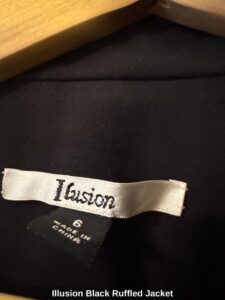 Illusion
6
MADE IN
CHINA
Illusion Black Ruffled Jacket